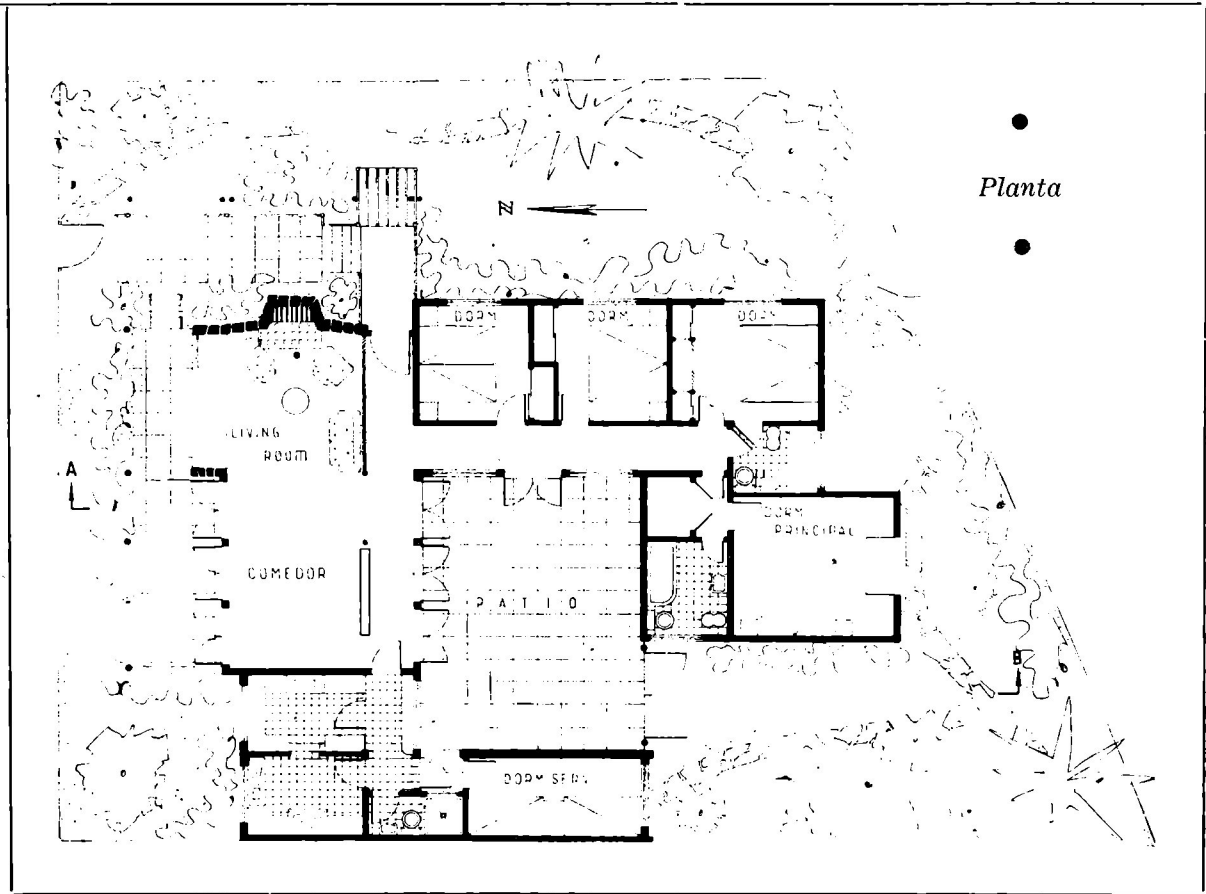 Planta
N
DORM
DORM
DORM
LIVING
ROOM
A
DORM
PRINCIPAL
COMEDOR
PATIO
B
DORM SERV